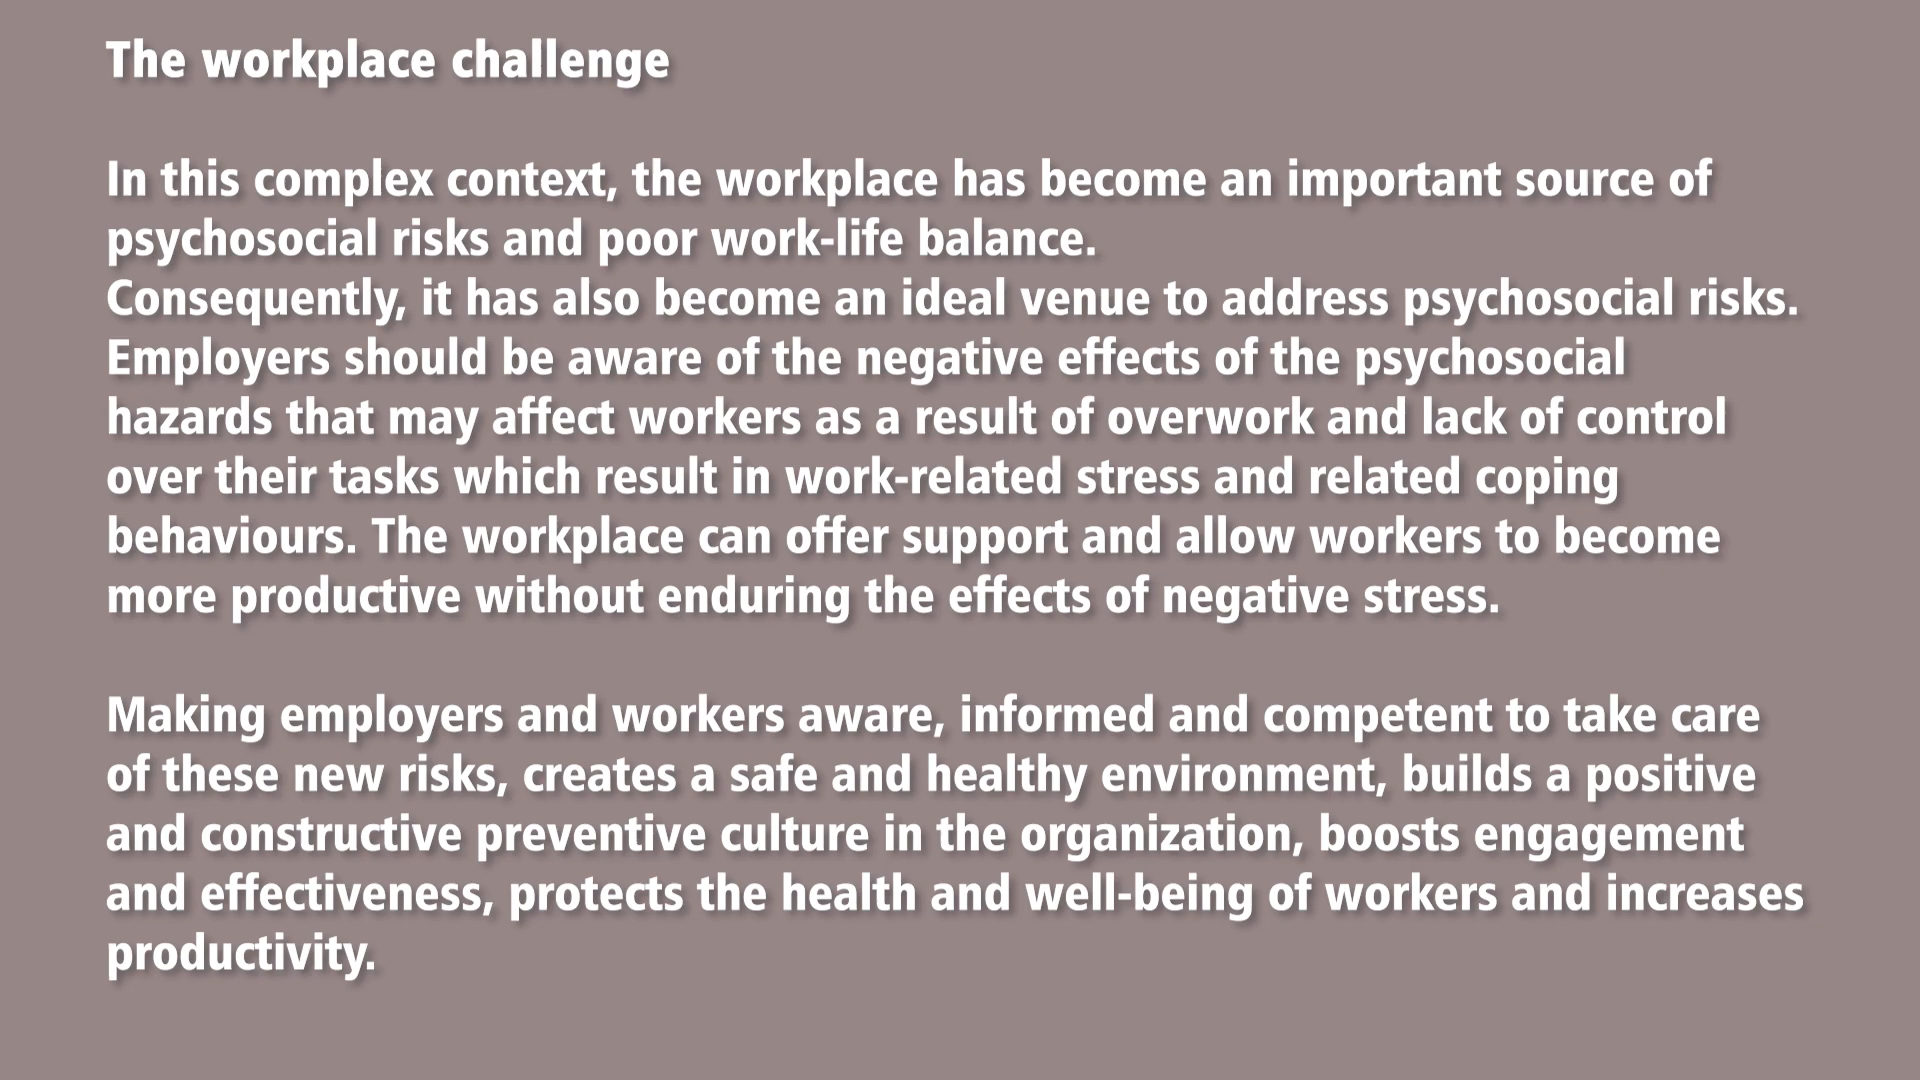 The workplace challenge
In this complex context, the workplace has become an important source of
psychosocial risks and poor work-life balance.
Consequently, it has also become an ideal venue to address psychosocial risks.
Employers should be aware of the negative effects of the psychosocial
hazards that may affect workers as a result of overwork and lack of control
over their tasks which result in work-related stress and related coping
behaviours. The workplace can offer support and allow workers to become
more productive without enduring the effects of negative stress.
Making employers and workers aware, informed and competent to take care
of these new risks, creates a safe and healthy environment, builds a positive
and constructive preventive culture in the organization, boosts engagement
and effectiveness, protects the health and well-being of workers and increases
productivity.